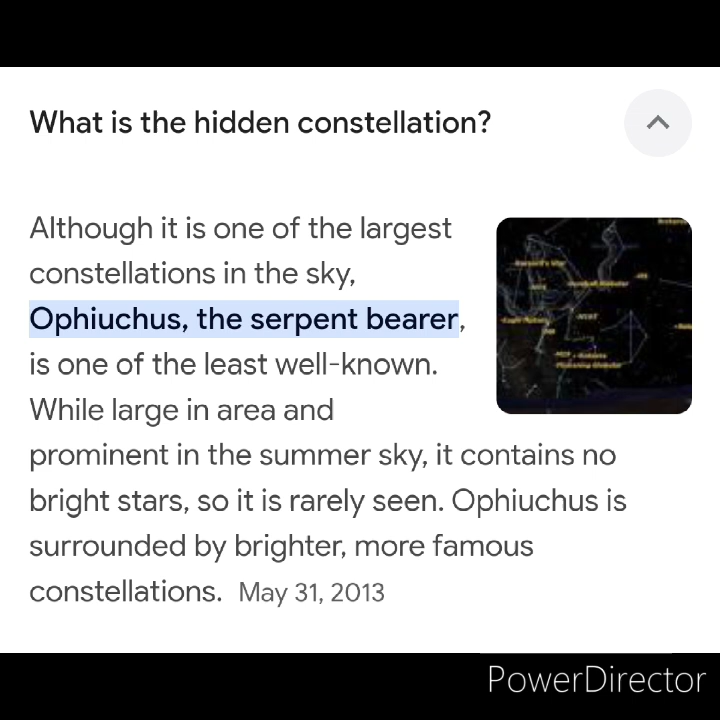 What is the hidden constellation?
Although it is one of the largest
constellations in the sky,
Ophiuchus, the serpent bearer,
is one of the least well-known.
While large in area and
prominent in the summer sky, it contains no
bright stars, so it is rarely seen. Ophiuchus is
surrounded by brighter, more famous
constellations. May 31, 2013
PowerDirector